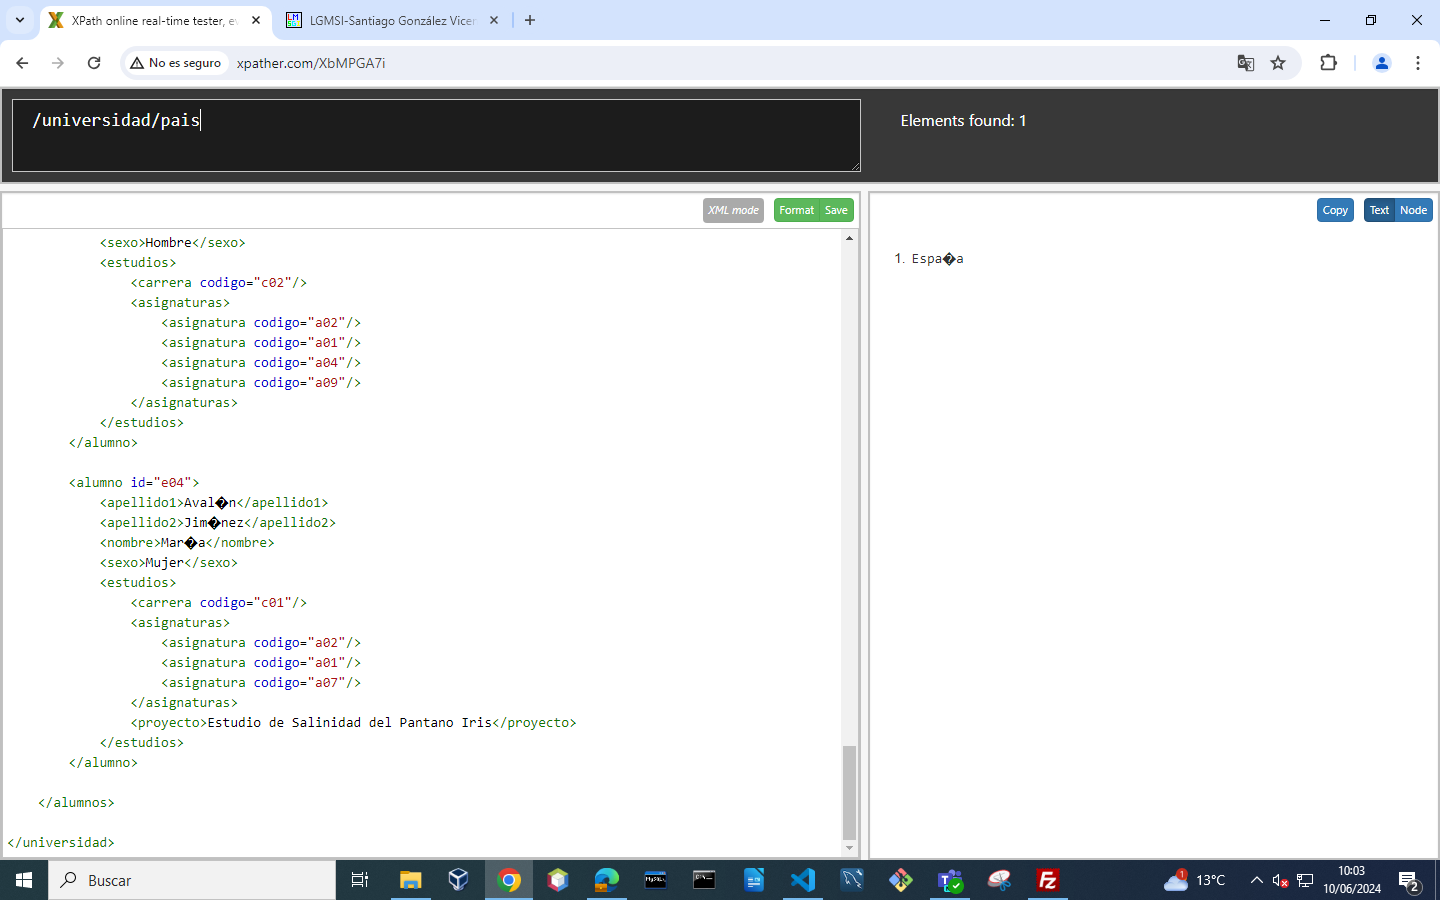 XPath online real-time tester, ev
LGMSI-Santiago González Vicen
No es seguro
xpather.com/XbMPGA7i
/universidad/pais
Elements found: 1
XML mode
Format
Save
Copy
Text
Node
<sexo>Hombre</sexo>
<estudios>
<carrera codigo="c02"/>
<asignaturas>
<asignatura codigo="a02"/>
<asignatura codigo="a01"/>
<asignatura codigo="a04"/>
<asignatura codigo="a09"/>
</asignaturas>
</estudios>
</alumno>
<alumno id="e04">
<apellido1>Aval�n</apellido1>
<apellido2>Jim�nez</apellido2>
<nombre>Mar�a</nombre>
<sexo>Mujer</sexo>
<estudios>
<carrera codigo="c01"/>
<asignaturas>
<asignatura codigo="a02"/>
<asignatura codigo="a01"/>
<asignatura codigo="a07"/>
</asignaturas>
<proyecto>Estudio de Salinidad del Pantano Iris</proyecto>
</estudios>
</alumno>
</alumnos>
</universidad>
1. Espa�a
Buscar
1
13°C
10:03
10/06/2024
2